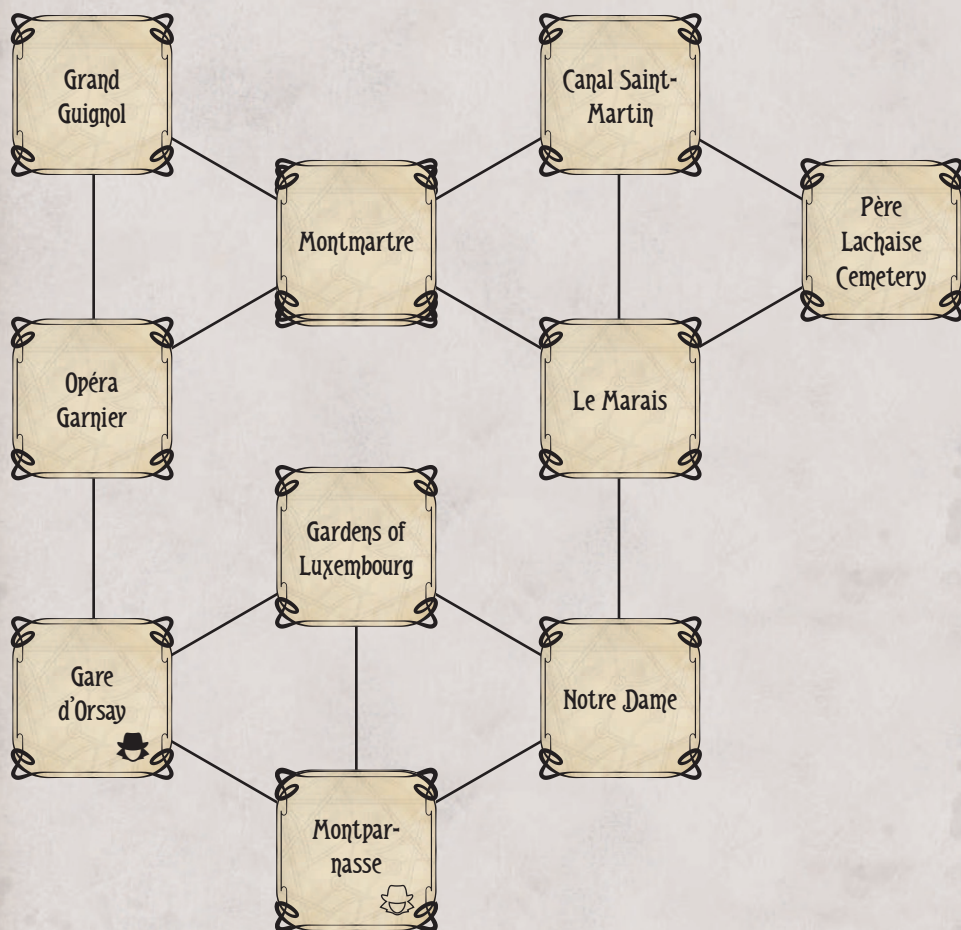 Grand
Guignol
Canal Saint-
Martin
Montmartre
Père
Lachaise
Cemetery
Opéra
Garnier
Le Marais
Gardens of
Luxembourg
Gare
d'Orsay
Notre Dame
Montpar-
nasse